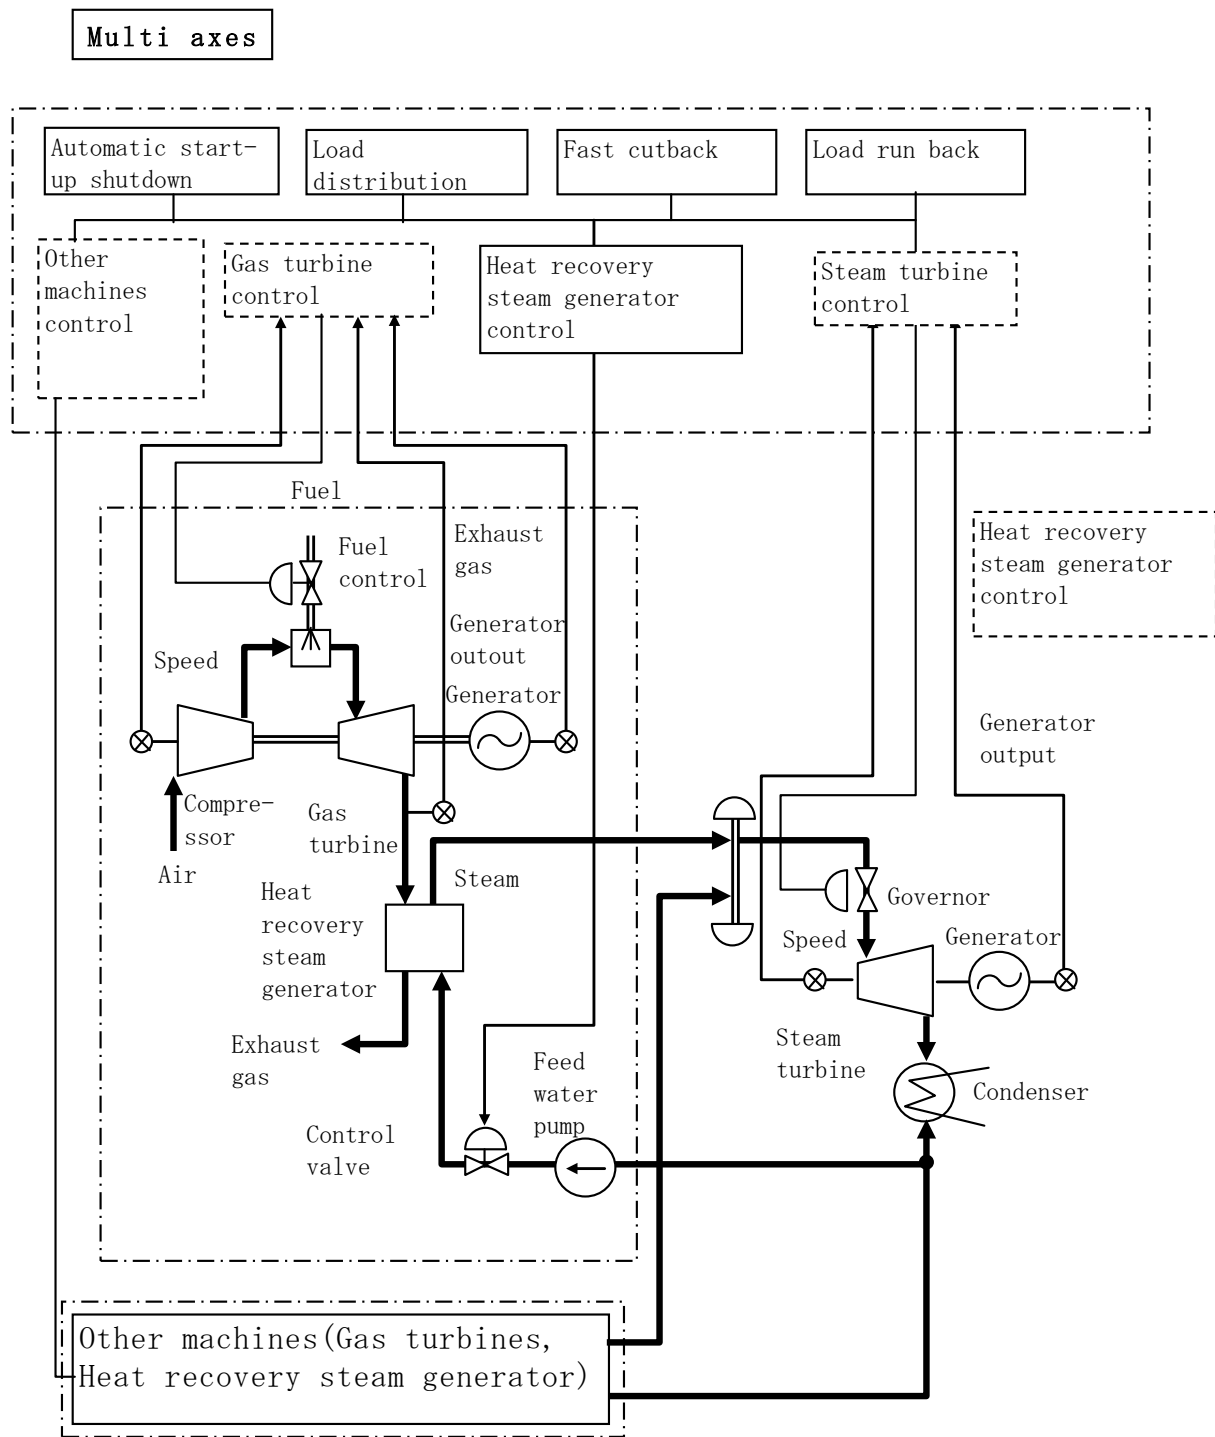 Multi axes
Automatic start-
up shutdown
Load
distribution
Fast cutback
Load run back
Other
machines
control
Gas turbine
control
Heat recovery
steam generator
control
Steam turbine
control
Fuel
Fuel
control
Exhaust
gas
Heat recovery
steam generator
control
Generator
outout
Speed
Generator
Generator
output
Compre-
ssor
Gas
turbine
Air
Steam
Heat
recovery
steam
generator
Governor
Speed
Generator
Exhaust
gas
Steam
turbine
Feed
water
pump
Condenser
Control
valve
Other machines(Gas turbines,
Heat recovery steam generator)